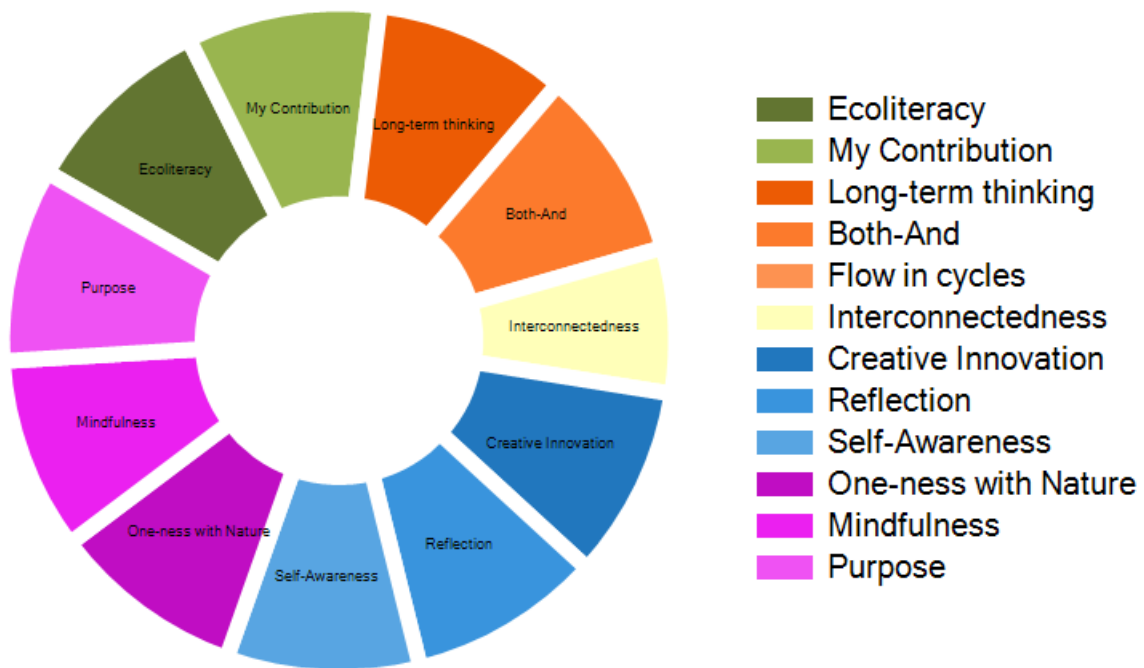 My Contribution
Long-term thinking
Ecoliteracy
Both-And
Purpose
Interconnectedness
Mindfulness
Creative Innovation
One-ness with Nature
Reflection
Self-Awareness
Ecoliteracy
My Contribution
Long-term thinking
Both-And
Flow in cycles
Interconnectedness
Creative Innovation
Reflection
Self-Awareness
One-ness with Nature
Mindfulness
Purpose